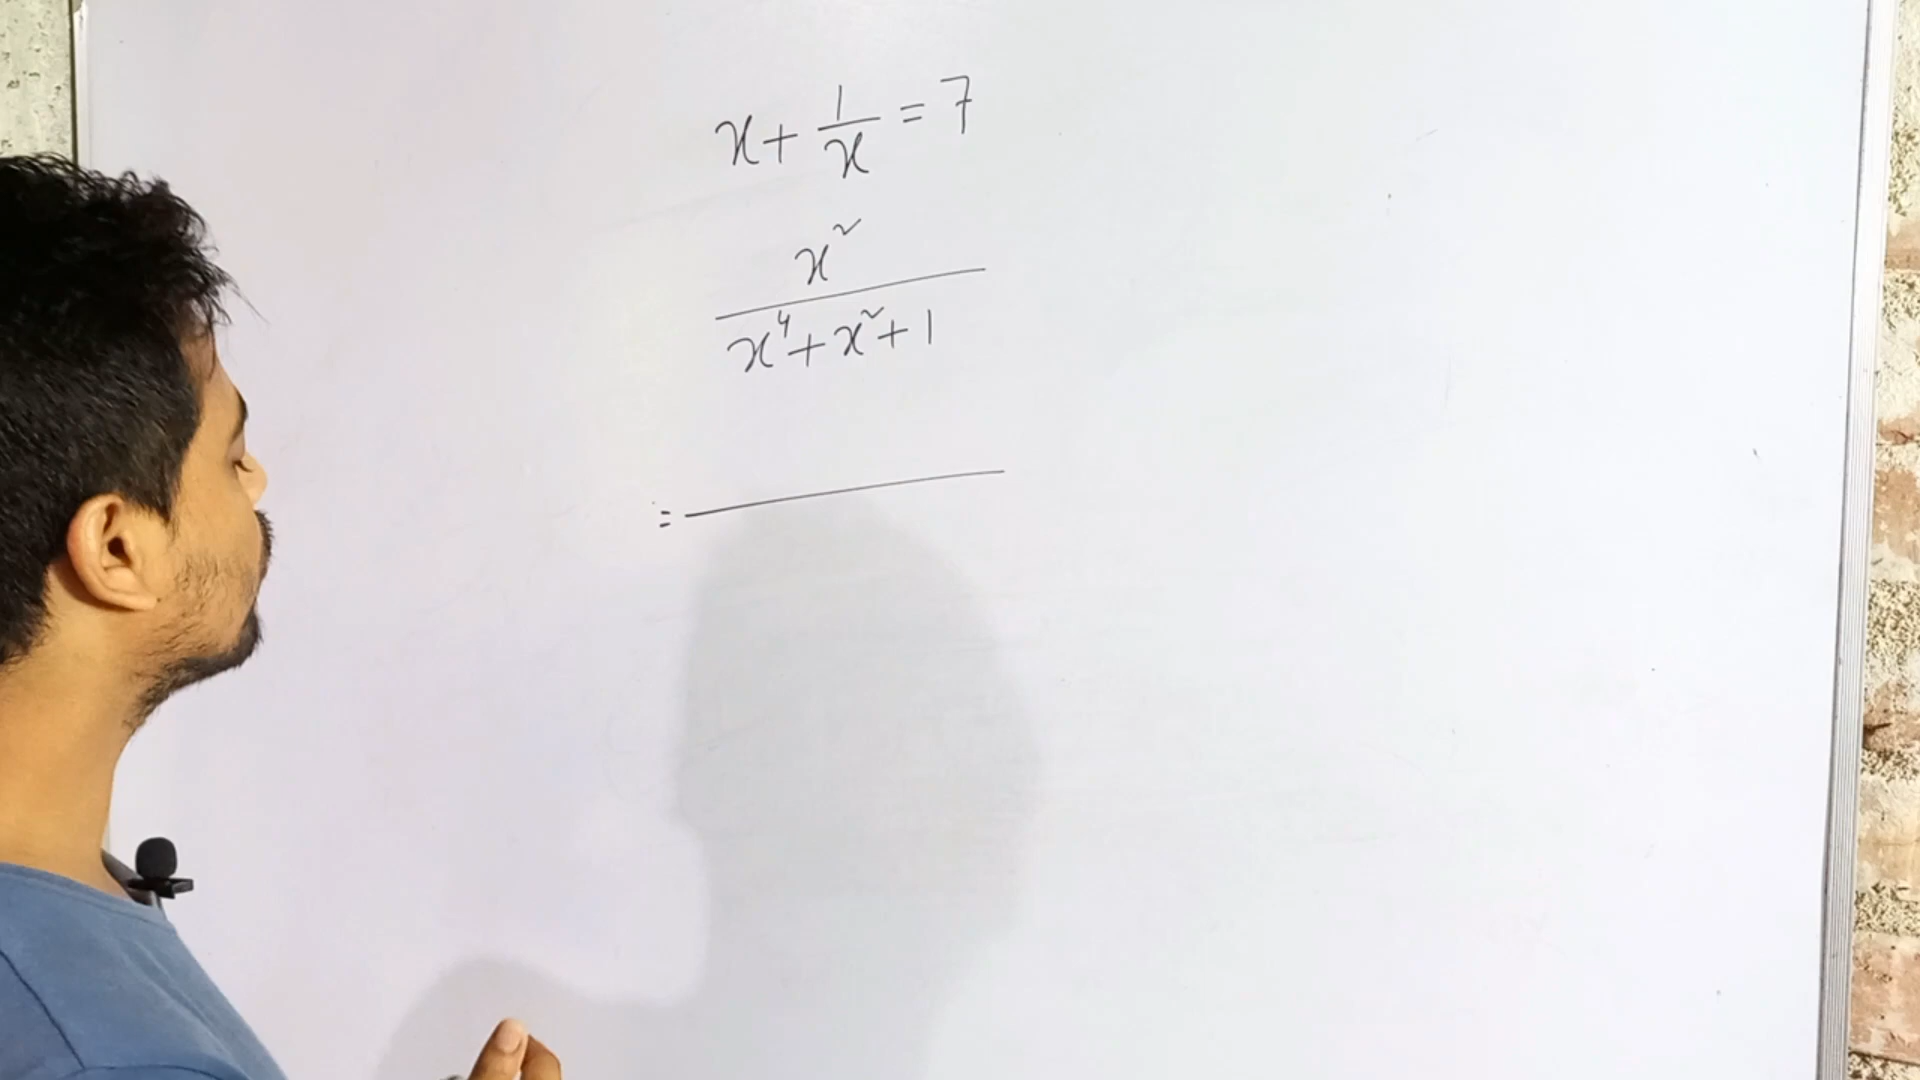 x + 1/x = 7
x²
x⁴ + x² + 1
=